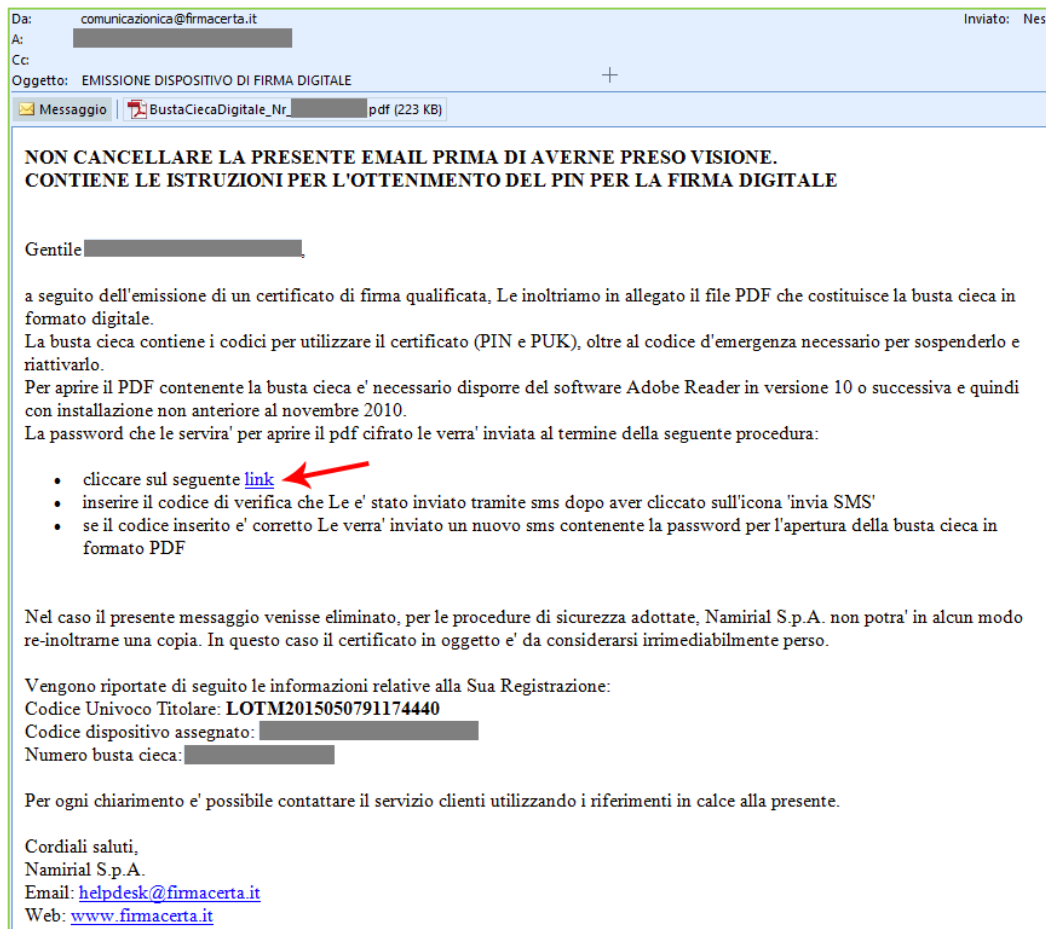 Da: comunicazionica@firmacerta.it Inviato: Nes
A:
Cc:
Oggetto: EMISSIONE DISPOSITIVO DI FIRMA DIGITALE
Messaggio BustaCiecaDigitale_Nr_ pdf (223 KB)
NON CANCELLARE LA PRESENTE EMAIL PRIMA DI AVERNE PRESO VISIONE.
CONTIENE LE ISTRUZIONI PER L'OTTENIMENTO DEL PIN PER LA FIRMA DIGITALE
Gentile ,
a seguito dell'emissione di un certificato di firma qualificata, Le inoltriamo in allegato il file PDF che costituisce la busta cieca in
formato digitale.
La busta cieca contiene i codici per utilizzare il certificato (PIN e PUK), oltre al codice d'emergenza necessario per sospenderlo e
riattivarlo.
Per aprire il PDF contenente la busta cieca e' necessario disporre del software Adobe Reader in versione 10 o successiva e quindi
con installazione non anteriore al novembre 2010.
La password che le servira' per aprire il pdf cifrato le verra' inviata al termine della seguente procedura:
• cliccare sul seguente link
• inserire il codice di verifica che Le e' stato inviato tramite sms dopo aver cliccato sull'icona 'invia SMS'
• se il codice inserito e' corretto Le verra' inviato un nuovo sms contenente la password per l'apertura della busta cieca in
formato PDF
Nel caso il presente messaggio venisse eliminato, per le procedure di sicurezza adottate, Namirial S.p.A. non potra' in alcun modo
re-inoltrarne una copia. In questo caso il certificato in oggetto e' da considerarsi irrimediabilmente perso.
Vengono riportate di seguito le informazioni relative alla Sua Registrazione:
Codice Univoco Titolare: LOTM2015050791174440
Codice dispositivo assegnato:
Numero busta cieca:
Per ogni chiarimento e' possibile contattare il servizio clienti utilizzando i riferimenti in calce alla presente.
Cordiali saluti,
Namirial S.p.A.
Email: helpdesk@firmacerta.it
Web: www.firmacerta.it